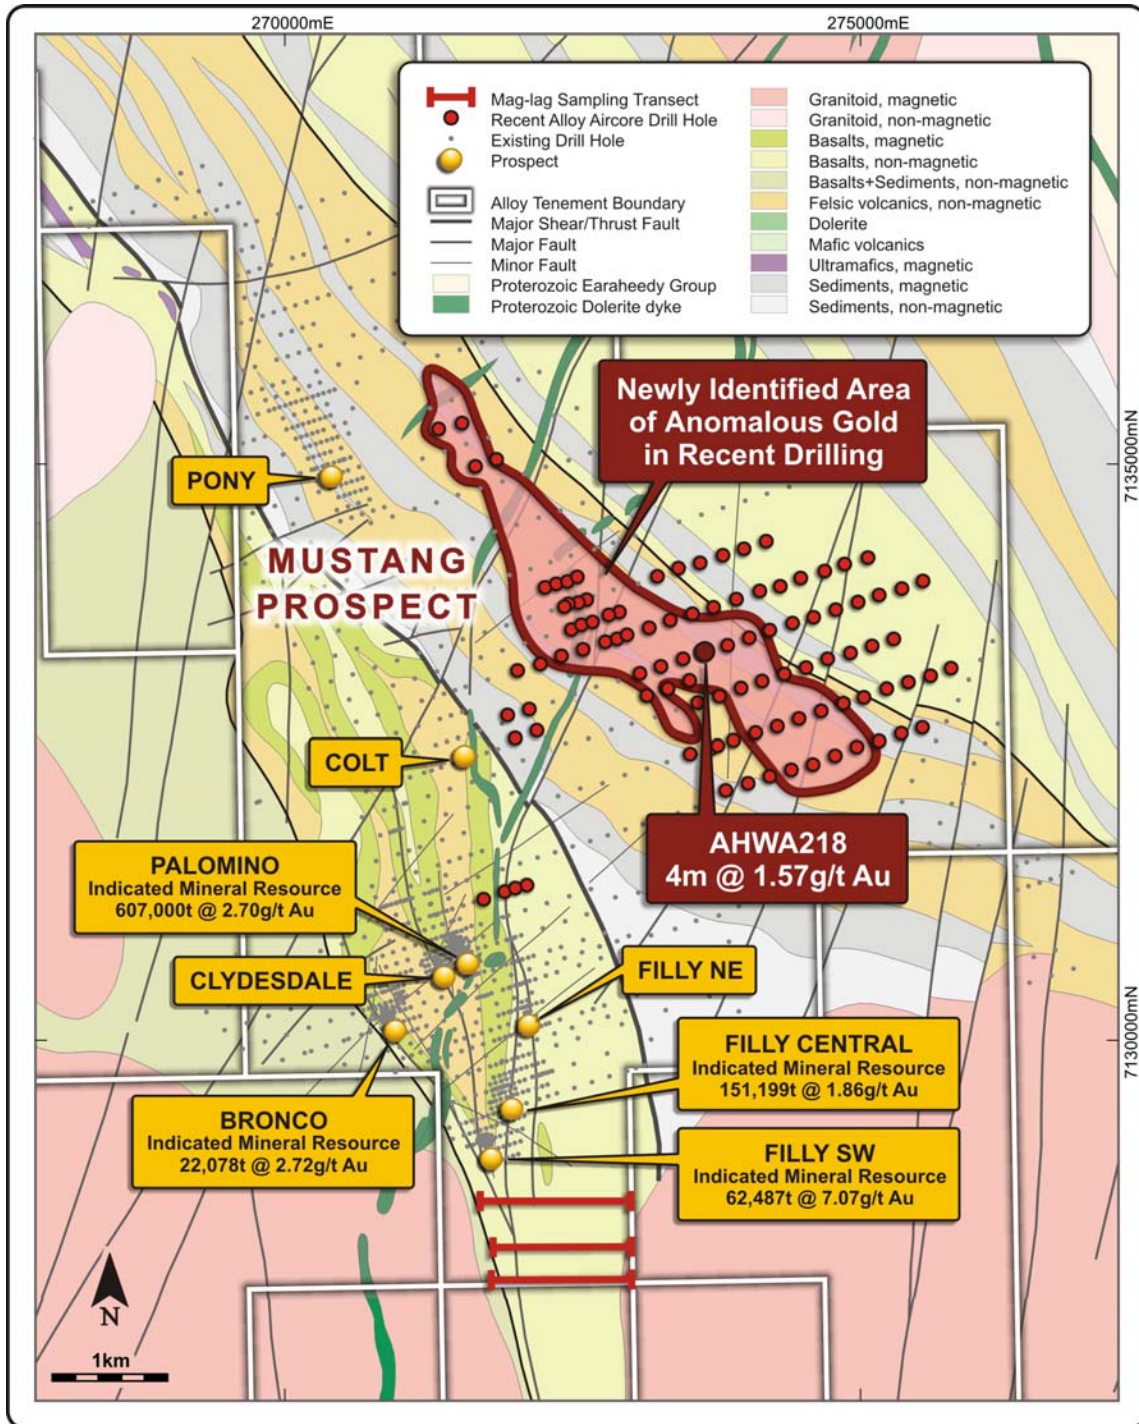 270000mE
275000mE
Mag-lag Sampling Transect
Recent Alloy Aircore Drill Hole
Existing Drill Hole
Prospect
Alloy Tenement Boundary
Major Shear/Thrust Fault
Major Fault
Minor Fault
Proterozoic Earaheedy Group
Proterozoic Dolerite dyke
Granitoid, magnetic
Granitoid, non-magnetic
Basalts, magnetic
Basalts, non-magnetic
Basalts+Sediments, non-magnetic
Felsic volcanics, non-magnetic
Dolerite
Mafic volcanics
Ultramafics, magnetic
Sediments, magnetic
Sediments, non-magnetic
Newly Identified Area
of Anomalous Gold
in Recent Drilling
7135000mN
PONY
MUSTANG
PROSPECT
COLT
AHWA218
4m @ 1.57g/t Au
PALOMINO
Indicated Mineral Resource
607,000t @ 2.70g/t Au
CLYDESDALE
FILLY NE
7130000mN
FILLY CENTRAL
Indicated Mineral Resource
151,199t @ 1.86g/t Au
BRONCO
Indicated Mineral Resource
22,078t @ 2.72g/t Au
FILLY SW
Indicated Mineral Resource
62,487t @ 7.07g/t Au
N
1km